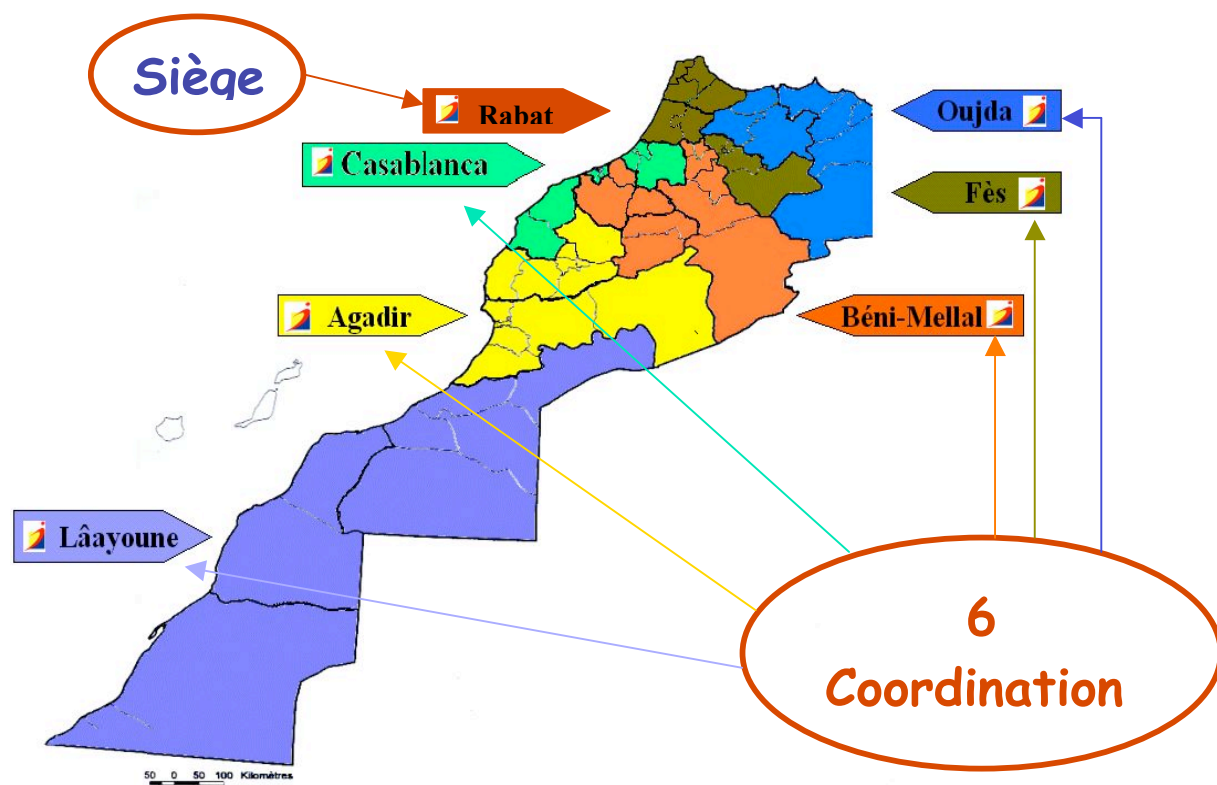 Siège
Rabat
Oujda
Casablanca
Fès
Agadir
Béni-Mellal
Lâayoune
6
Coordination
50 0 50 100 Kilomètres